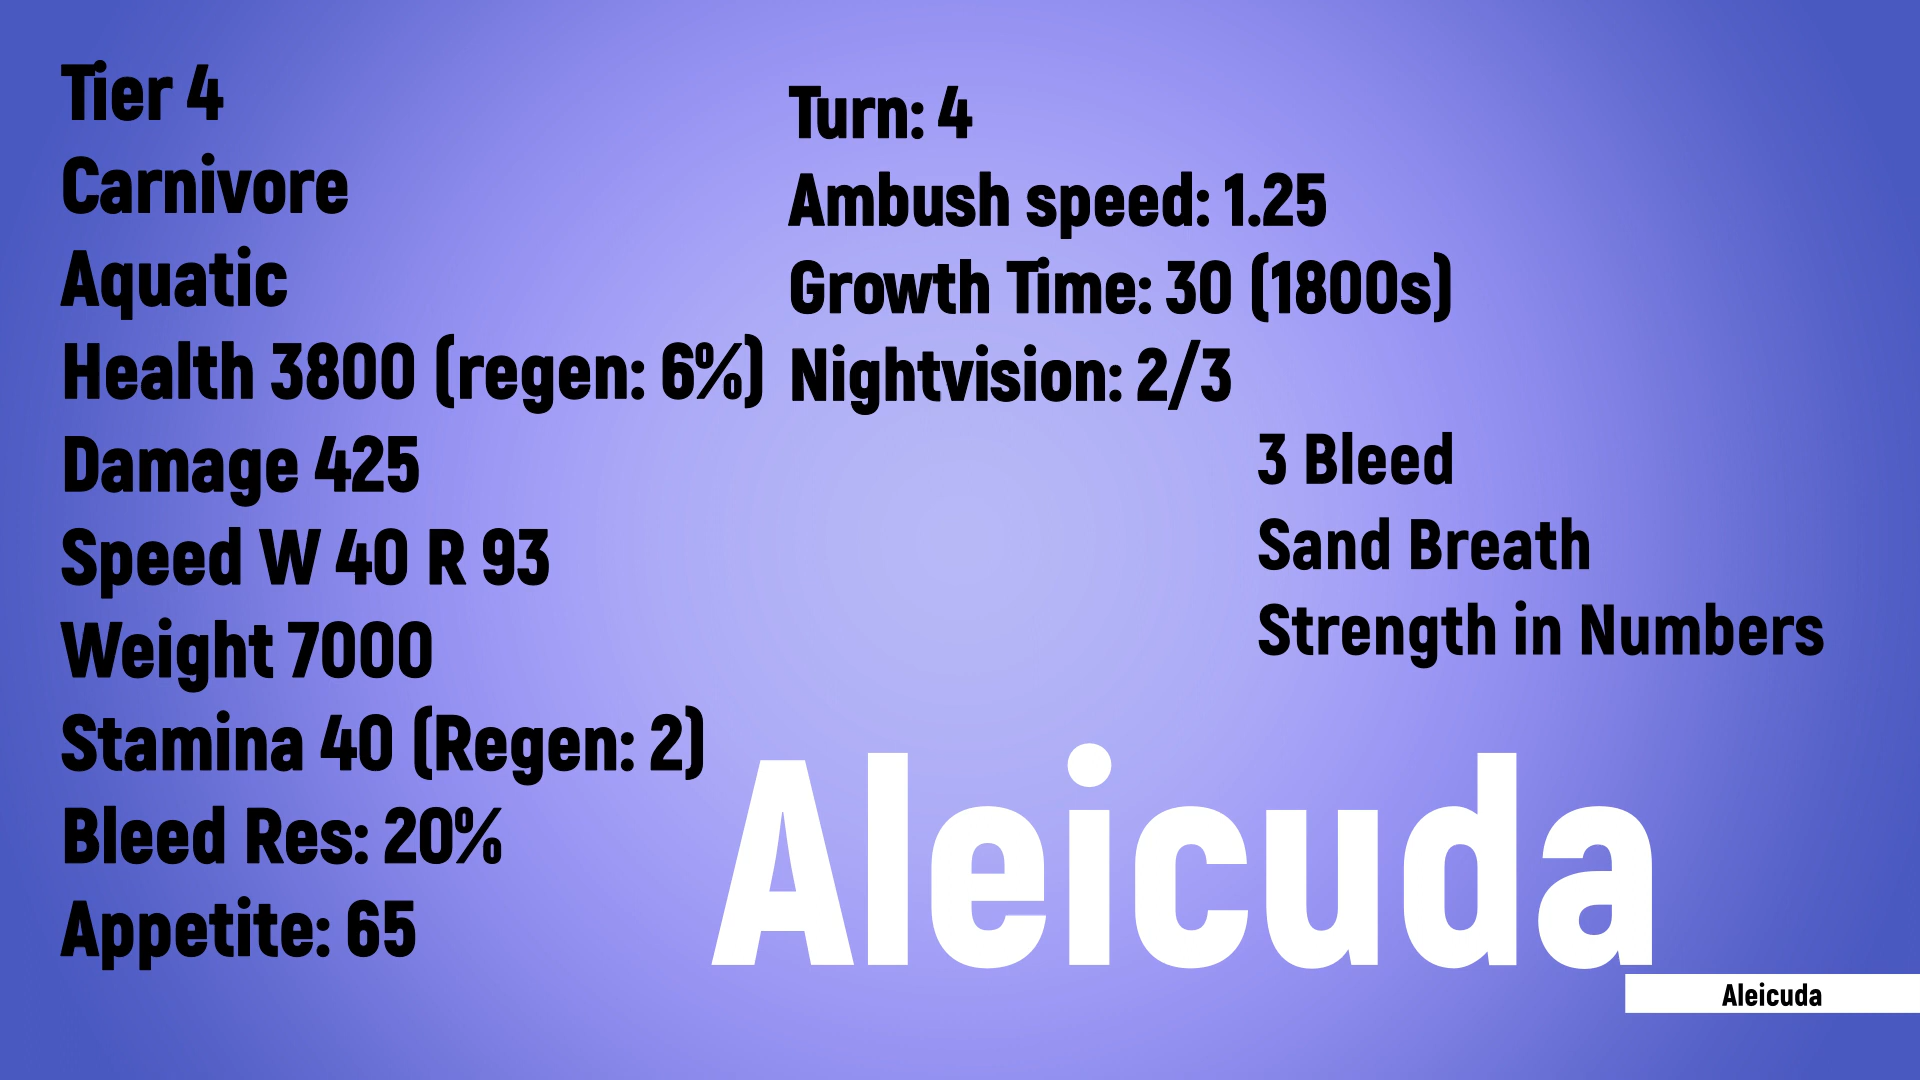 Tier 4
Carnivore
Aquatic
Health 3800 (regen: 6%)
Damage 425
Speed W 40 R 93
Weight 7000
Stamina 40 (Regen: 2)
Bleed Res: 20%
Appetite: 65
Turn: 4
Ambush speed: 1.25
Growth Time: 30 (1800s)
Nightvision: 2/3
3 Bleed
Sand Breath
Strength in Numbers
Aleicuda
Aleicuda